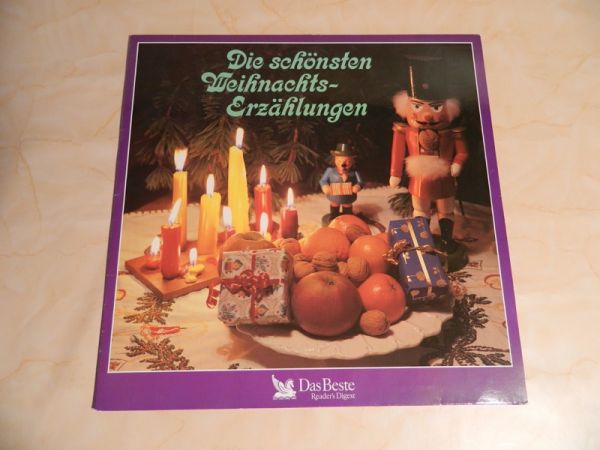 Die schönsten
Weihnachts-
Erzählungen
Das Beste
Reader's Digest